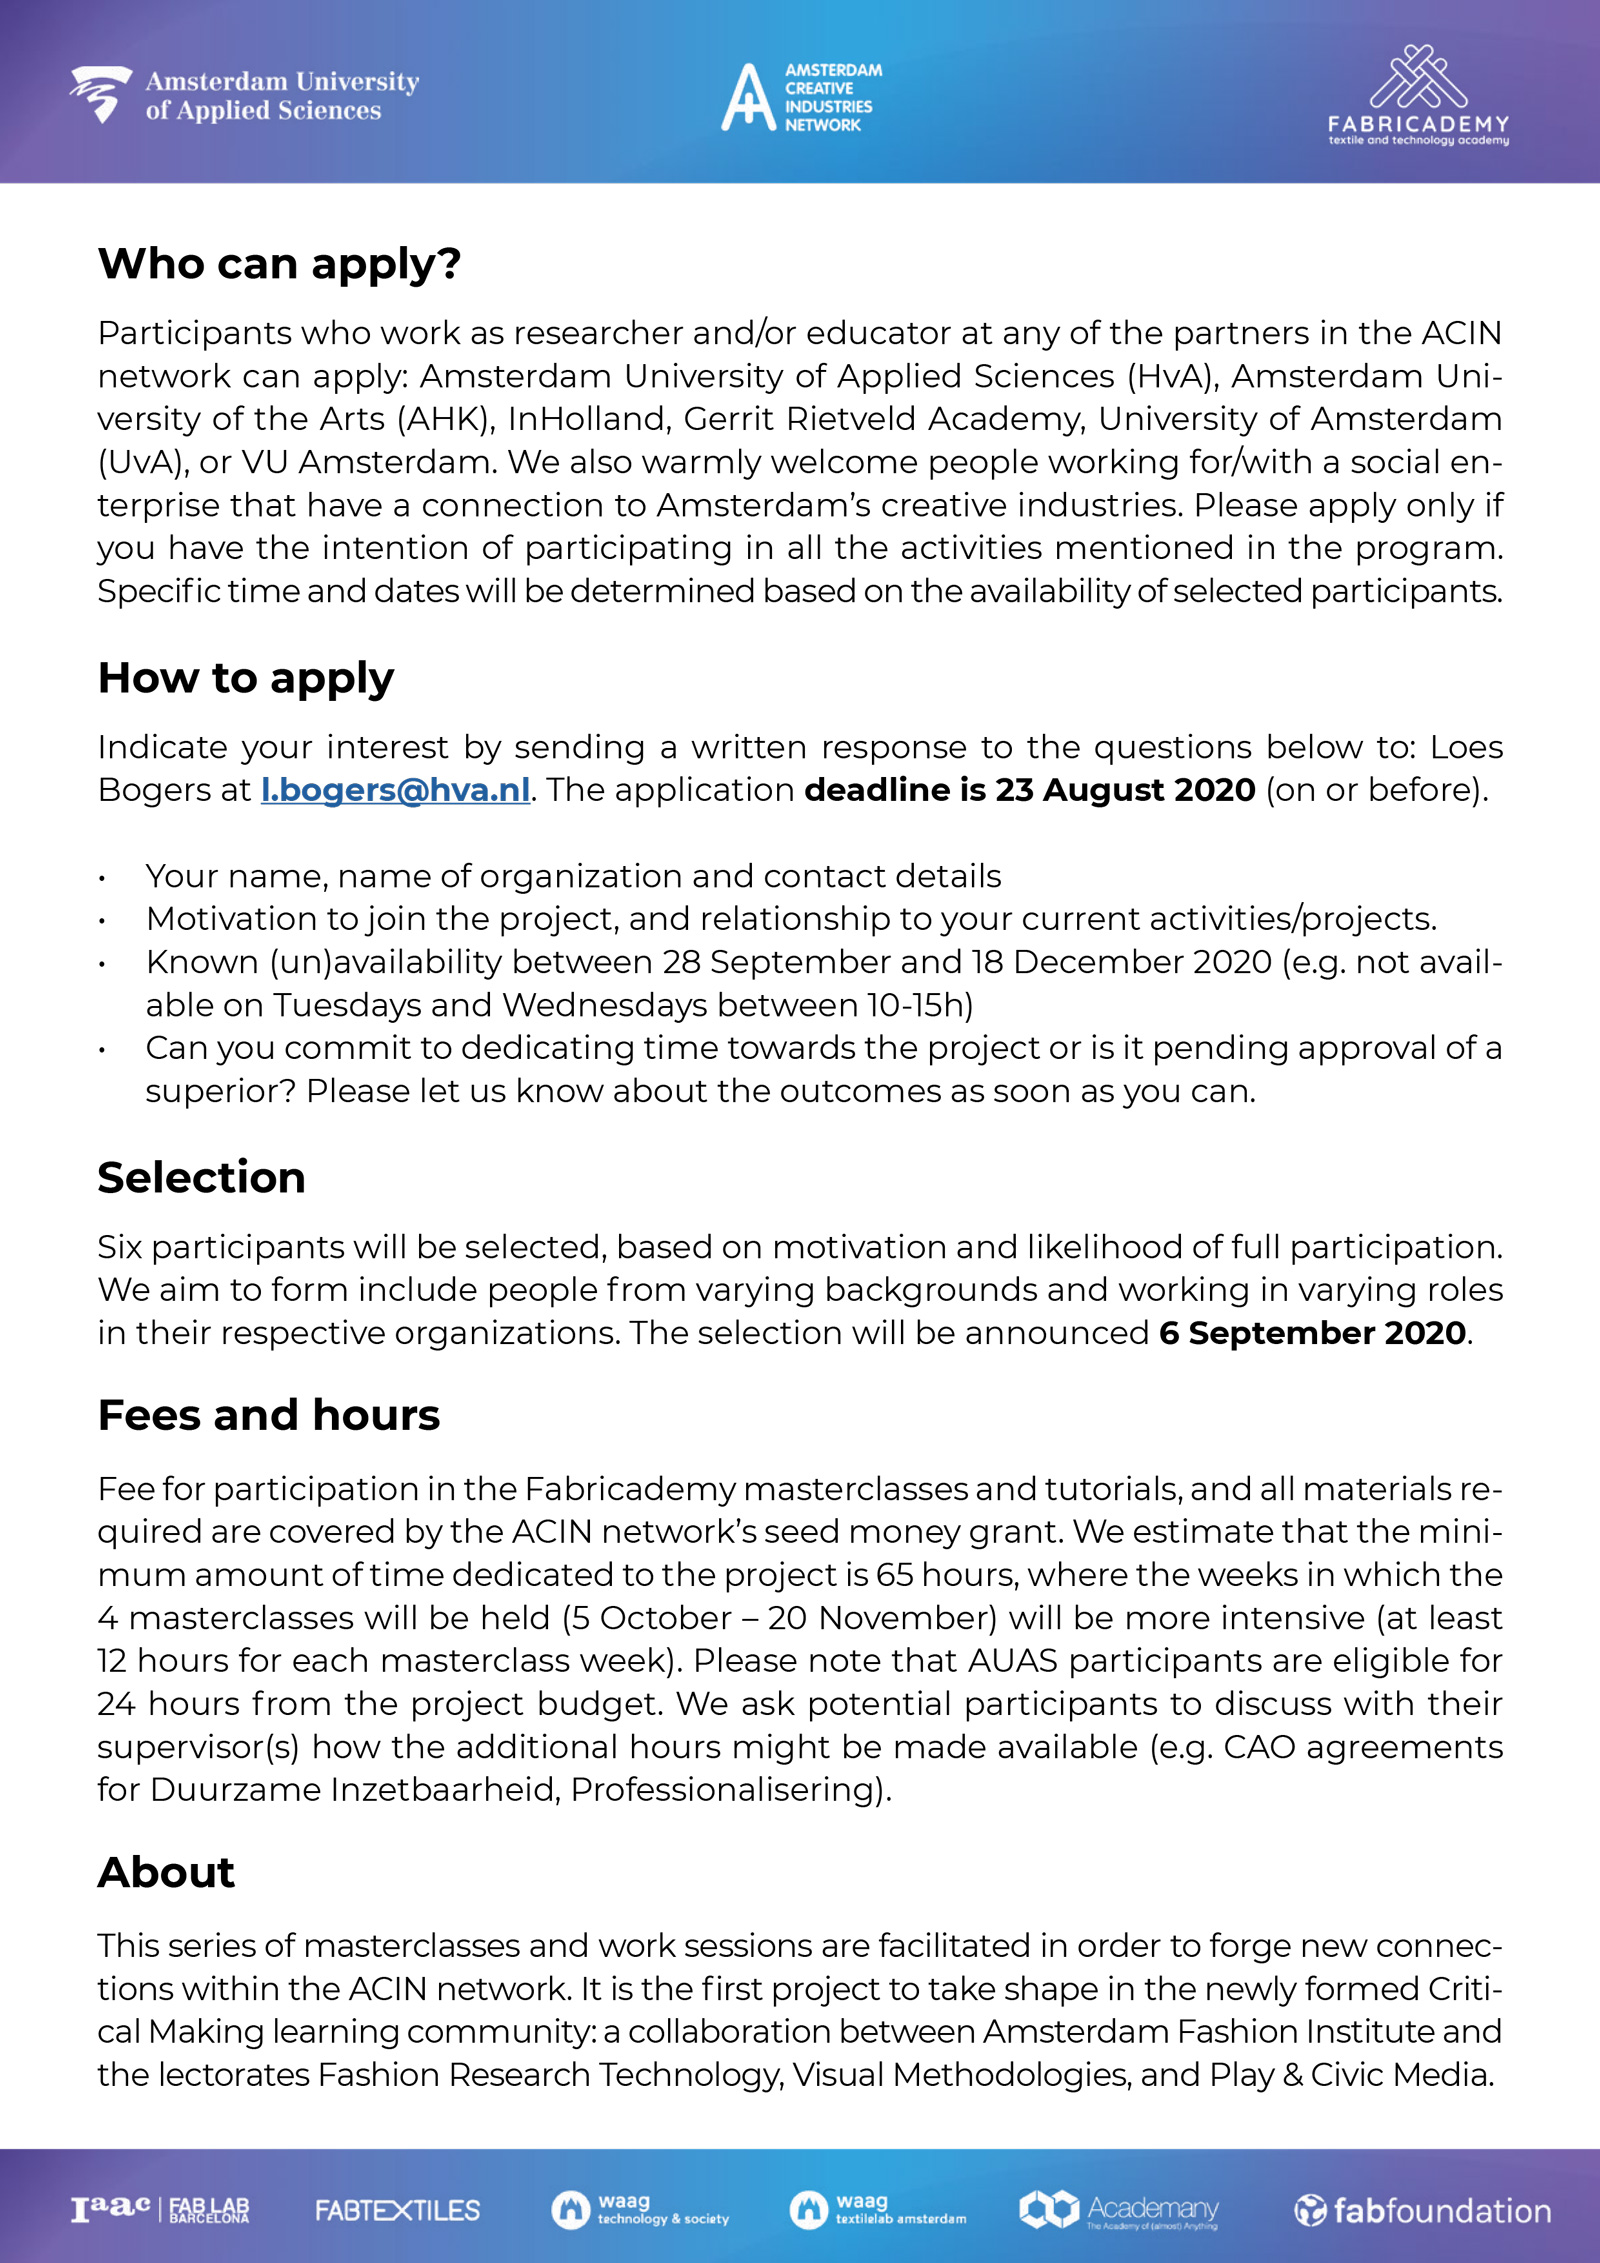 Amsterdam University
of Applied Sciences
AMSTERDAM
CREATIVE
INDUSTRIES
NETWORK
FABRICADEMY
textile and technology academy
Who can apply?
Participants who work as researcher and/or educator at any of the partners in the ACIN
network can apply: Amsterdam University of Applied Sciences (HvA), Amsterdam Uni-
versity of the Arts (AHK), InHolland, Gerrit Rietveld Academy, University of Amsterdam
(UvA), or VU Amsterdam. We also warmly welcome people working for/with a social en-
terprise that have a connection to Amsterdam’s creative industries. Please apply only if
you have the intention of participating in all the activities mentioned in the program.
Specific time and dates will be determined based on the availability of selected participants.
How to apply
Indicate your interest by sending a written response to the questions below to: Loes
Bogers at l.bogers@hva.nl. The application deadline is 23 August 2020 (on or before).
• Your name, name of organization and contact details
• Motivation to join the project, and relationship to your current activities/projects.
• Known (un)availability between 28 September and 18 December 2020 (e.g. not avail-
able on Tuesdays and Wednesdays between 10-15h)
• Can you commit to dedicating time towards the project or is it pending approval of a
superior? Please let us know about the outcomes as soon as you can.
Selection
Six participants will be selected, based on motivation and likelihood of full participation.
We aim to form include people from varying backgrounds and working in varying roles
in their respective organizations. The selection will be announced 6 September 2020.
Fees and hours
Fee for participation in the Fabricademy masterclasses and tutorials, and all materials re-
quired are covered by the ACIN network’s seed money grant. We estimate that the mini-
mum amount of time dedicated to the project is 65 hours, where the weeks in which the
4 masterclasses will be held (5 October – 20 November) will be more intensive (at least
12 hours for each masterclass week). Please note that AUAS participants are eligible for
24 hours from the project budget. We ask potential participants to discuss with their
supervisor(s) how the additional hours might be made available (e.g. CAO agreements
for Duurzame Inzetbaarheid, Professionalisering).
About
This series of masterclasses and work sessions are facilitated in order to forge new connec-
tions within the ACIN network. It is the first project to take shape in the newly formed Criti-
cal Making learning community: a collaboration between Amsterdam Fashion Institute and
the lectorates Fashion Research Technology, Visual Methodologies, and Play & Civic Media.
Iaac | FAB LAB
BARCELONA
FABTEXTILES
waag
technology & society
waag
textilelab amsterdam
Academany
The Academy of (almost) Anything
fabfoundation